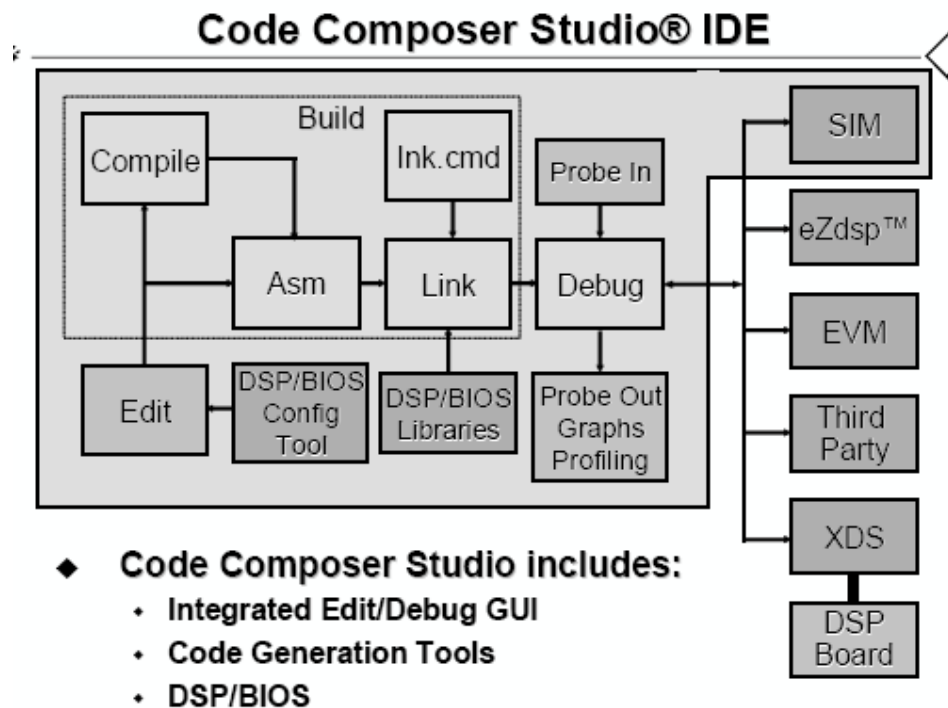 Code Composer Studio® IDE
Build
Compile
lnk.cmd
Probe In
SIM
eZdsp™
Asm
Link
Debug
EVM
Edit
DSP/BIOS
Config
Tool
DSP/BIOS
Libraries
Probe Out
Graphs
Profiling
Third
Party
XDS
DSP
Board
Code Composer Studio includes:
Integrated Edit/Debug GUI
Code Generation Tools
DSP/BIOS